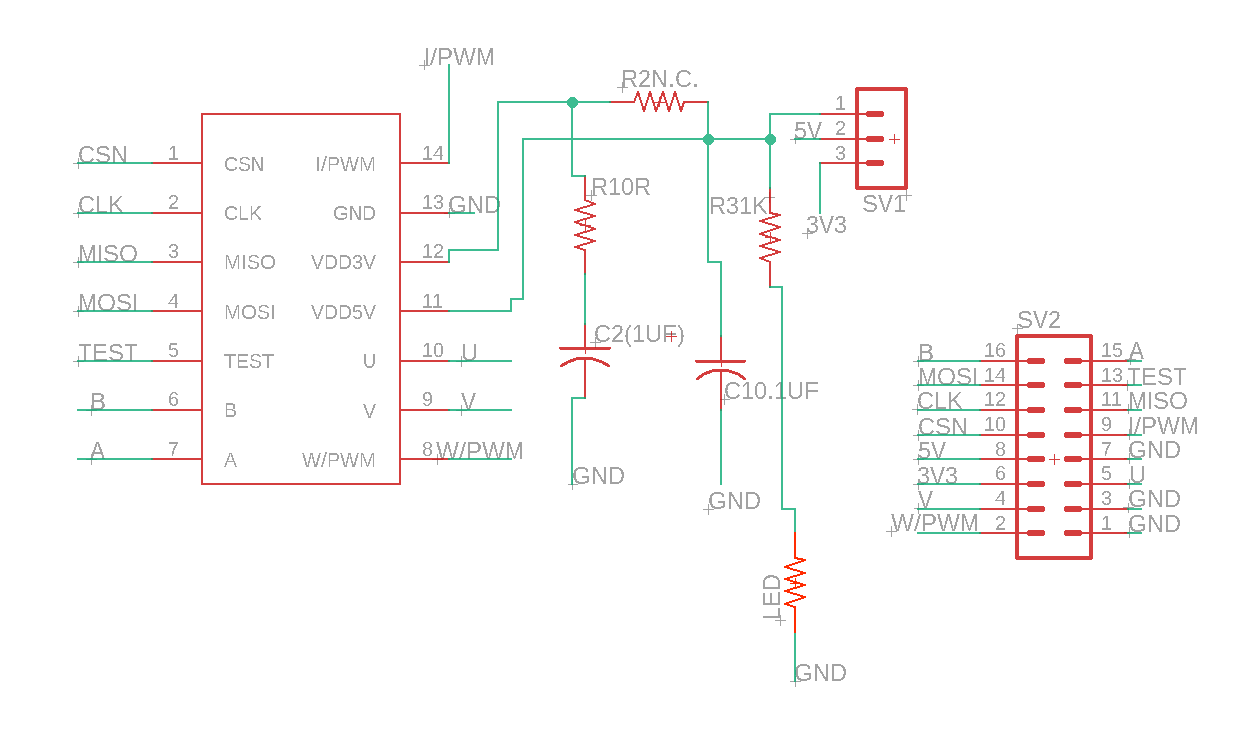 I/PWM
R2N.C.
1
5V
2
3
SV1
3V3
R10R
R31K
CSN
1
CSN
I/PWM
14
CLK
2
CLK
GND
13
GND
MISO
3
MISO
VDD3V
12
MOSI
4
MOSI
VDD5V
11
TEST
5
TEST
U
10
U
B
6
B
V
9
V
A
7
A
W/PWM
8
W/PWM
C2(1UF)
C10.1UF
GND
GND
LED
GND
SV2
B
16
15
A
MOSI
14
13
TEST
CLK
12
11
MISO
CSN
10
9
I/PWM
5V
8
7
GND
3V3
6
5
U
V
4
3
GND
W/PWM
2
1
GND